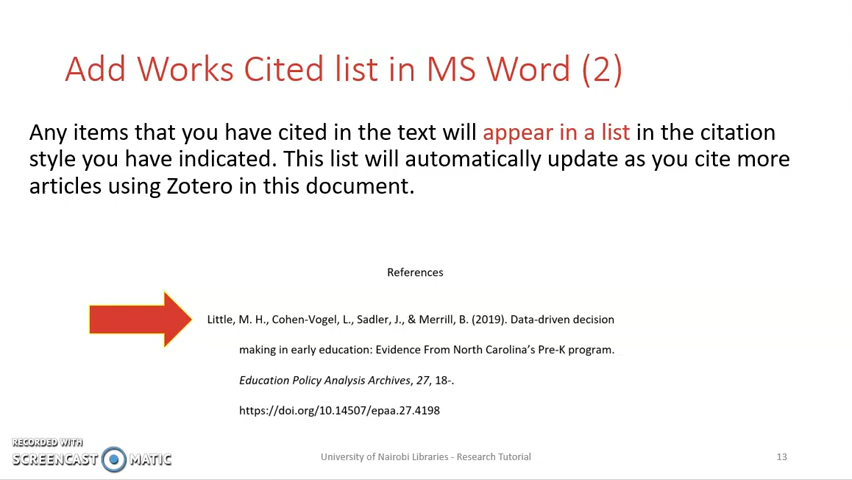 Add Works Cited list in MS Word (2)
Any items that you have cited in the text will appear in a list in the citation
style you have indicated. This list will automatically update as you cite more
articles using Zotero in this document.
References
Little, M. H., Cohen-Vogel, L., Sadler, J., & Merrill, B. (2019). Data-driven decision
making in early education: Evidence From North Carolina’s Pre-K program.
Education Policy Analysis Archives, 27, 18-.
https://doi.org/10.14507/epaa.27.4198
RECORDED WITH
SCREENCAST MATIC
University of Nairobi Libraries - Research Tutorial
13